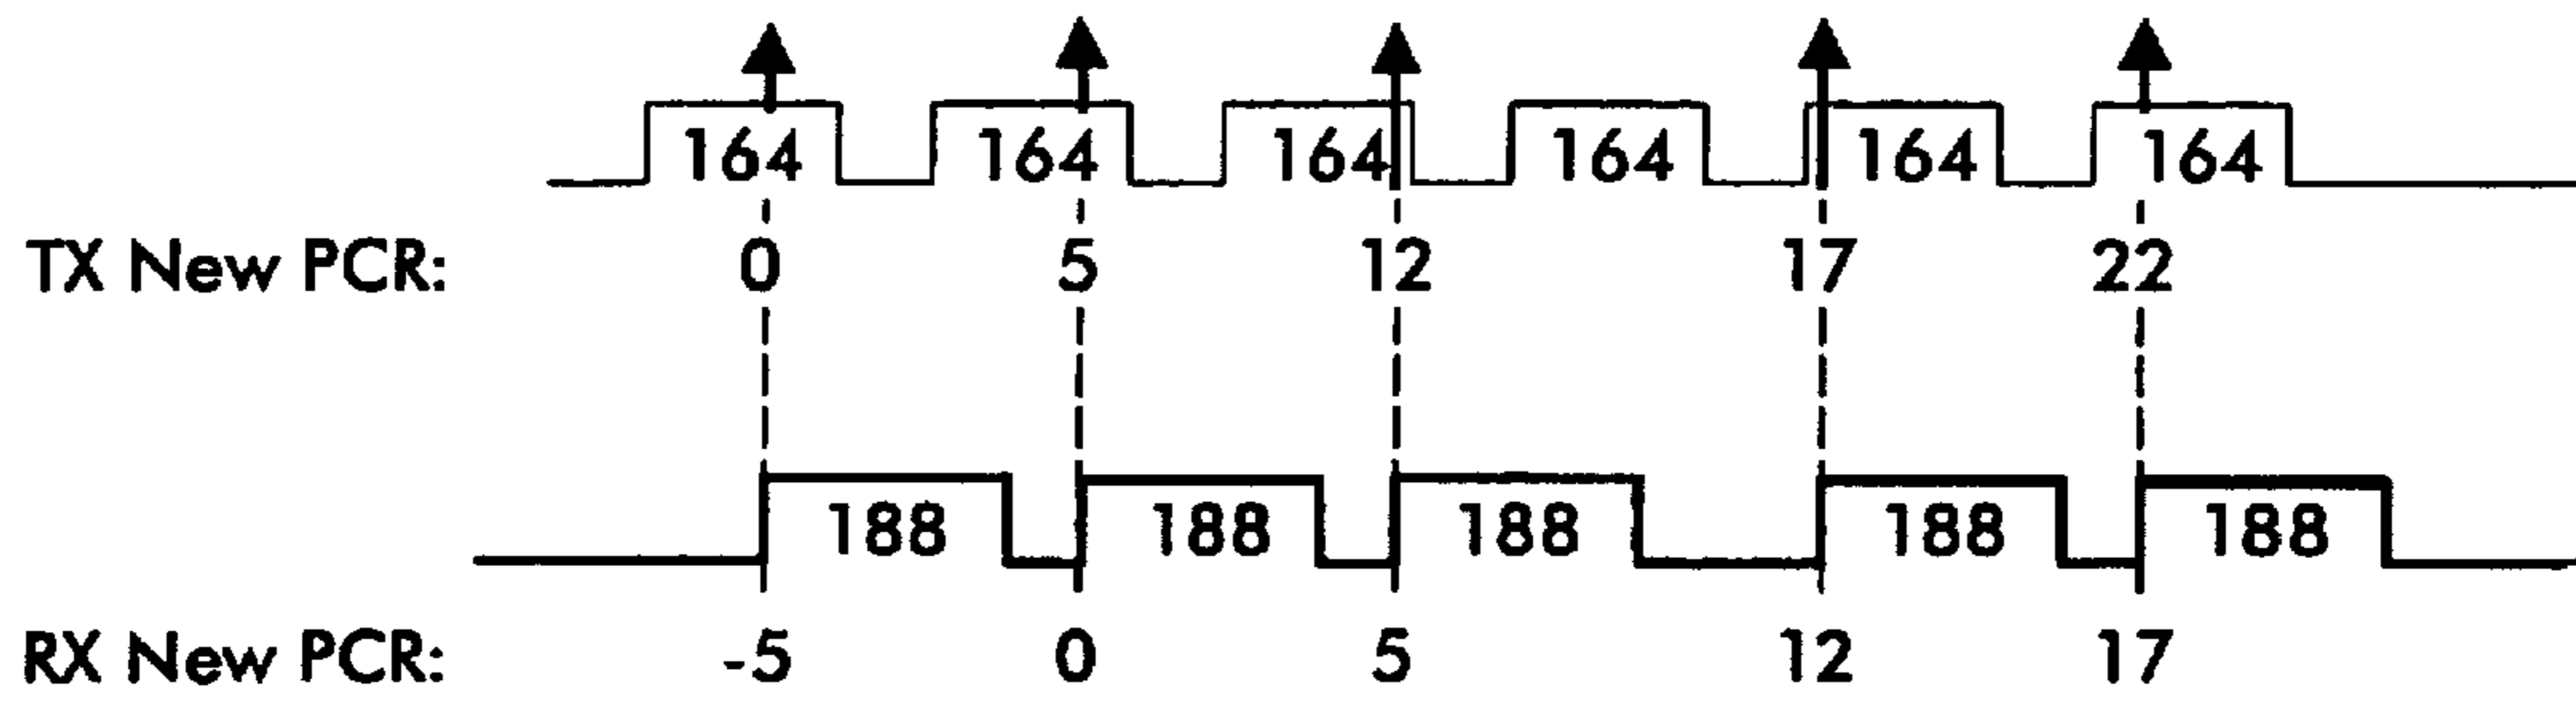 164 164 164 164 164 164
TX New PCR: 0 5 12 17 22
188 188 188 188 188
RX New PCR: -5 0 5 12 17